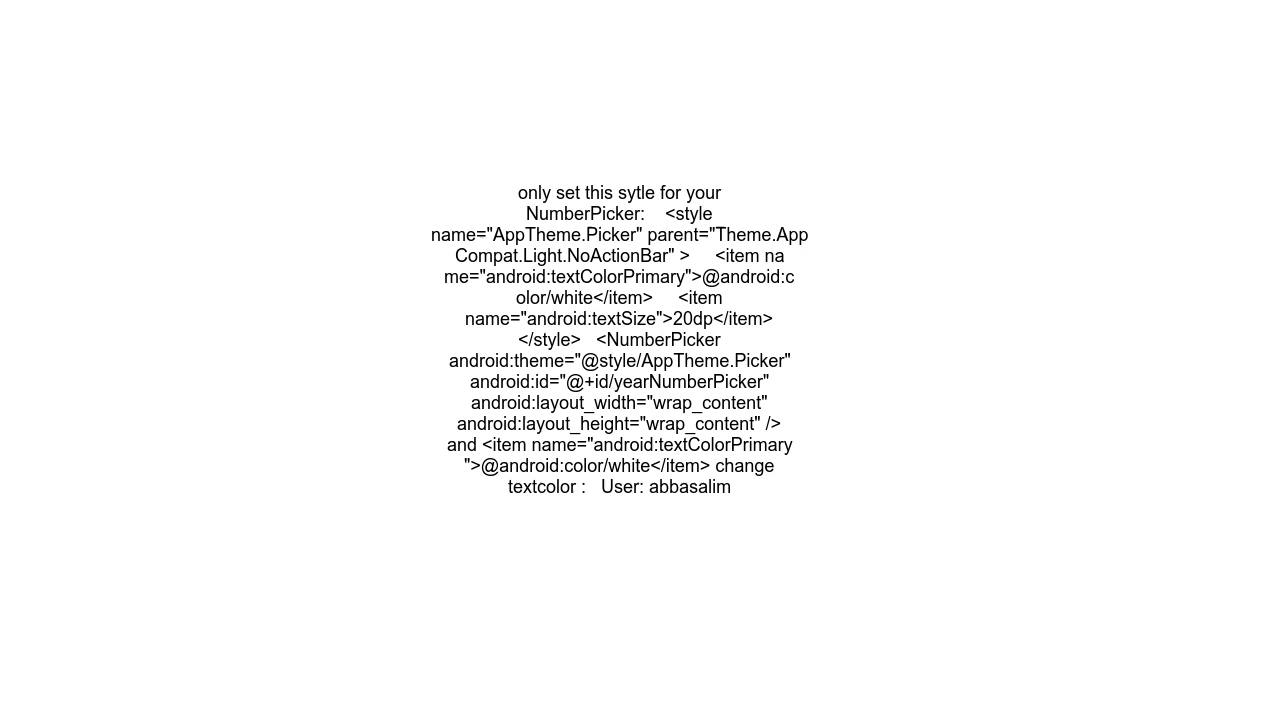 only set this sytle for your
NumberPicker:    <style
name="AppTheme.Picker" parent="Theme.App
Compat.Light.NoActionBar" >     <item na
me="android:textColorPrimary">@android:c
olor/white</item>     <item
name="android:textSize">20dp</item>
</style>   <NumberPicker
android:theme="@style/AppTheme.Picker"
android:id="@+id/yearNumberPicker"
android:layout_width="wrap_content"
android:layout_height="wrap_content" />
and <item name="android:textColorPrimary
">@android:color/white</item> change
textcolor :   User: abbasalim